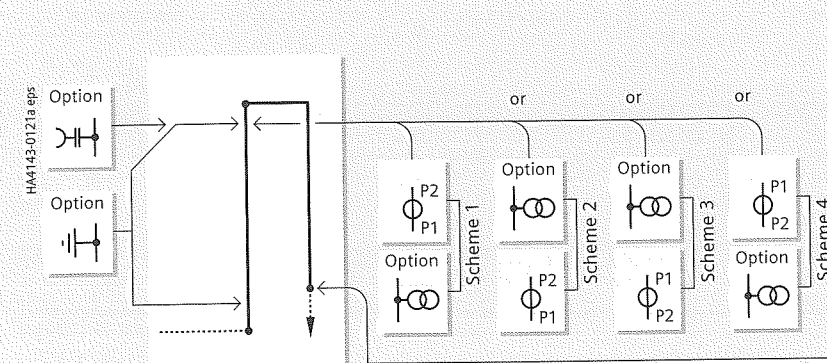 HA4143-0121a.eps
Option
Option
or
or
or
P2
P1
Option
Scheme 1
Option
P2
P1
Scheme 2
Option
P1
P2
Scheme 3
P1
P2
Option
Scheme 4